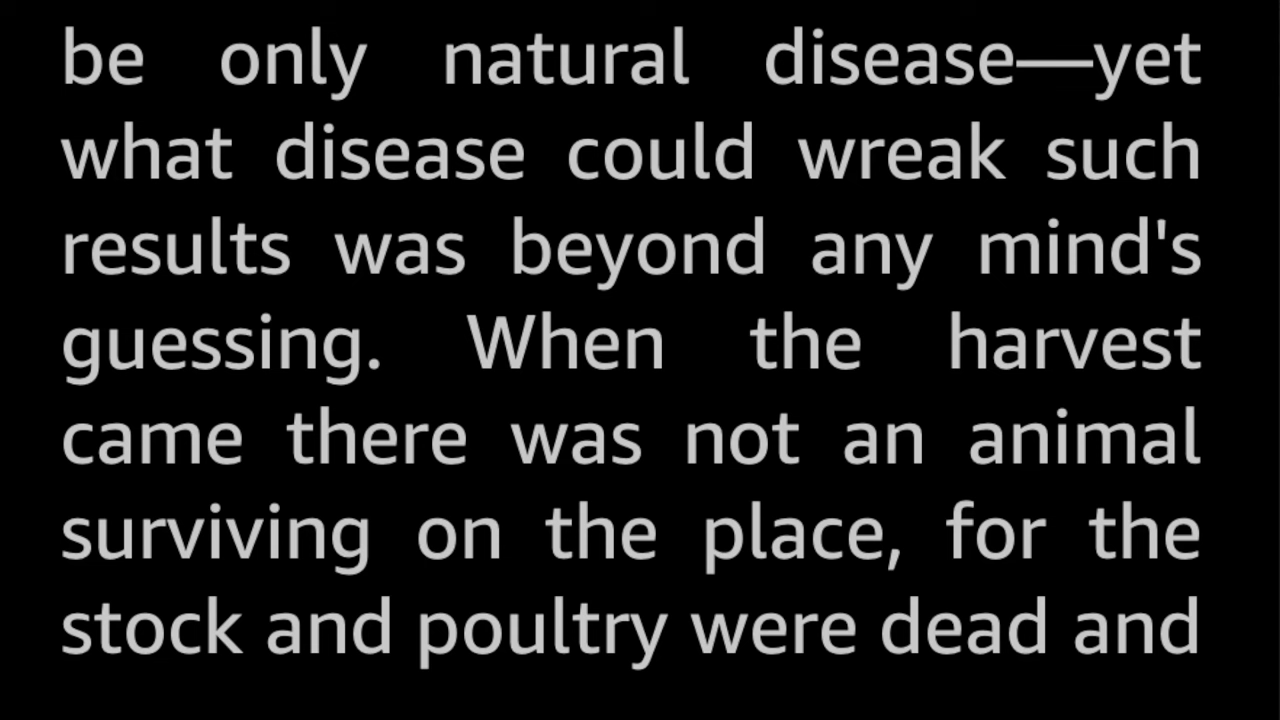 be only natural disease—yet
what disease could wreak such
results was beyond any mind's
guessing. When the harvest
came there was not an animal
surviving on the place, for the
stock and poultry were dead and